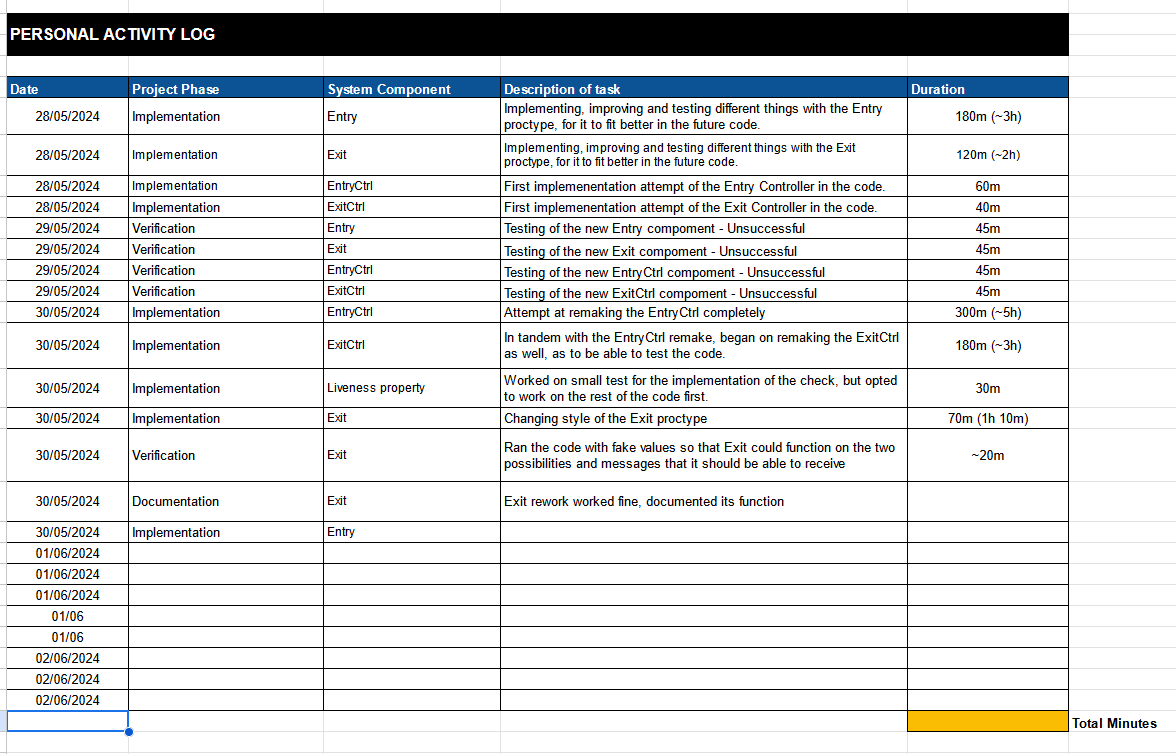 PERSONAL ACTIVITY LOG
Date Project Phase System Component Description of task Duration
28/05/2024 Implementation Entry Implementing, improving and testing different things with the Entry
proctype, for it to fit better in the future code. 180m (~3h)
28/05/2024 Implementation Exit Implementing, improving and testing different things with the Exit
proctype, for it to fit better in the future code. 120m (~2h)
28/05/2024 Implementation EntryCtrl First implemenentation attempt of the Entry Controller in the code. 60m
28/05/2024 Implementation ExitCtrl First implemenentation attempt of the Exit Controller in the code. 40m
29/05/2024 Verification Entry Testing of the new Entry compoment - Unsuccessful 45m
29/05/2024 Verification Exit Testing of the new Exit compoment - Unsuccessful 45m
29/05/2024 Verification EntryCtrl Testing of the new EntryCtrl compoment - Unsuccessful 45m
29/05/2024 Verification ExitCtrl Testing of the new ExitCtrl compoment - Unsuccessful 45m
30/05/2024 Implementation EntryCtrl Attempt at remaking the EntryCtrl completely 300m (~5h)
30/05/2024 Implementation ExitCtrl In tandem with the EntryCtrl remake, began on remaking the ExitCtrl
as well, as to be able to test the code. 180m (~3h)
30/05/2024 Implementation Liveness property Worked on small test for the implementation of the check, but opted
to work on the rest of the code first. 30m
30/05/2024 Implementation Exit Changing style of the Exit proctype 70m (1h 10m)
30/05/2024 Verification Exit Ran the code with fake values so that Exit could function on the two
possibilities and messages that it should be able to receive ~20m
30/05/2024 Documentation Exit Exit rework worked fine, documented its function
30/05/2024 Implementation Entry
01/06/2024
01/06/2024
01/06/2024
01/06
01/06
02/06/2024
02/06/2024
02/06/2024
Total Minutes